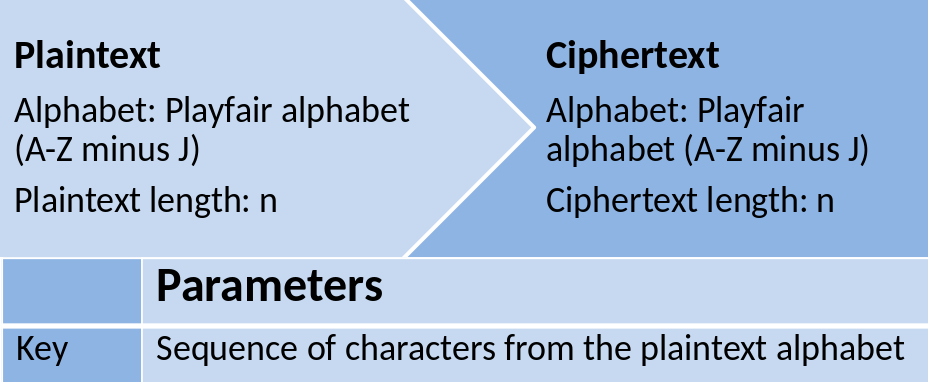 Plaintext
Alphabet: Playfair alphabet
(A-Z minus J)
Plaintext length: n
Ciphertext
Alphabet: Playfair
alphabet (A-Z minus J)
Ciphertext length: n
Parameters
Key
Sequence of characters from the plaintext alphabet